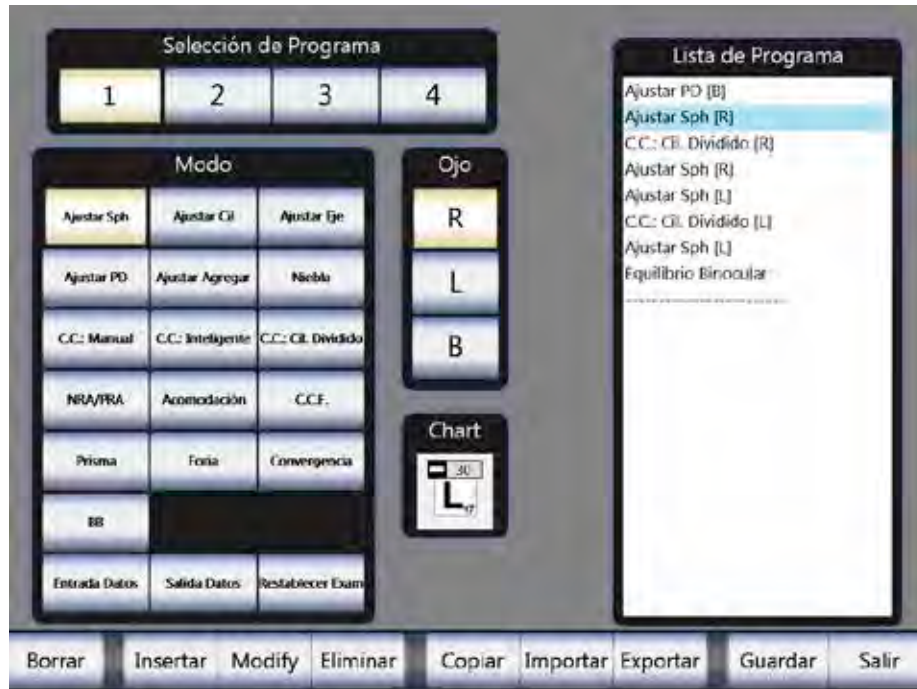 Selección de Programa
1 2 3 4
Modo
Ajustar Sph Ajustar Cil Ajustar Eje
Ajustar PD Ajustar Agregar Niebla
C.C.: Manual C.C.: Inteligente C.C.: Cil. Dividido
NRA/PRA Acomodación C.C.F.
Prisma Foria Convergencia
BB
Entrada Datos Salida Datos Restablecer Exam
Ojo
R
L
B
Chart
30
L
Lista de Programa
Ajustar PD [B]
Ajustar Sph [R]
C.C.: Cil. Dividido [R]
Ajustar Sph [R]
Ajustar Sph [L]
C.C.: Cil. Dividido [L]
Ajustar Sph [L]
Equilibrio Binocular
Borrar Insertar Modify Eliminar Copiar Importar Exportar Guardar Salir